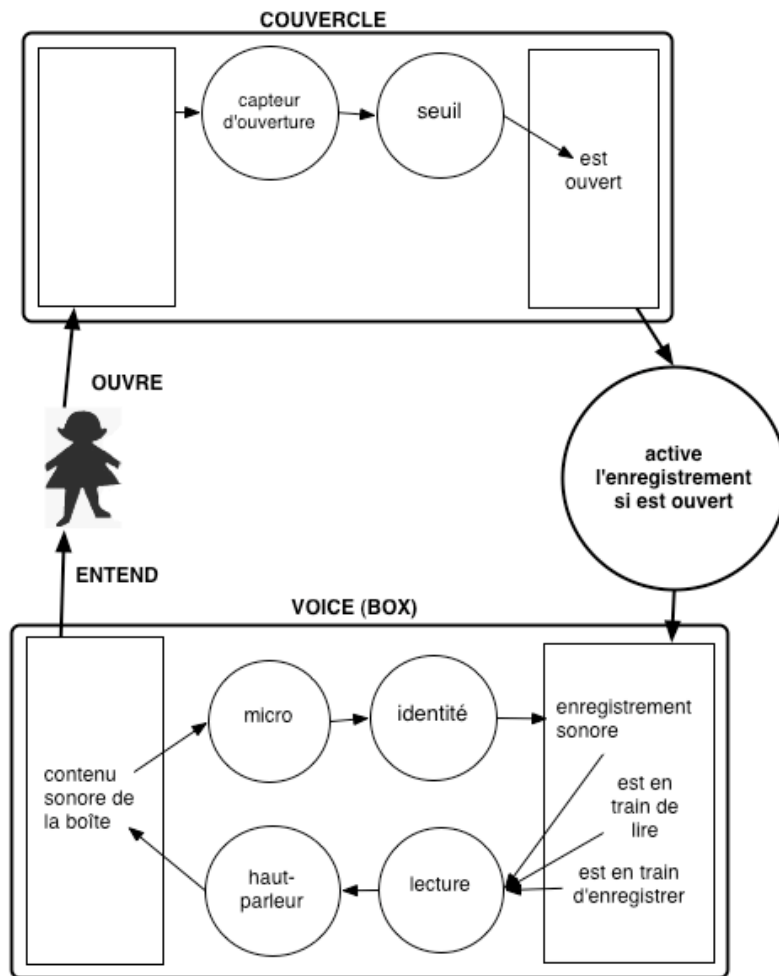 COUVERCLE
capteur
d'ouverture
seuil
est
ouvert
OUVRE
active
l'enregistrement
si est ouvert
ENTEND
VOICE (BOX)
micro
identité
enregistrement
sonore
contenu
sonore de
la boîte
est en
train de
lire
haut-
parleur
lecture
est en train
d'enregistrer